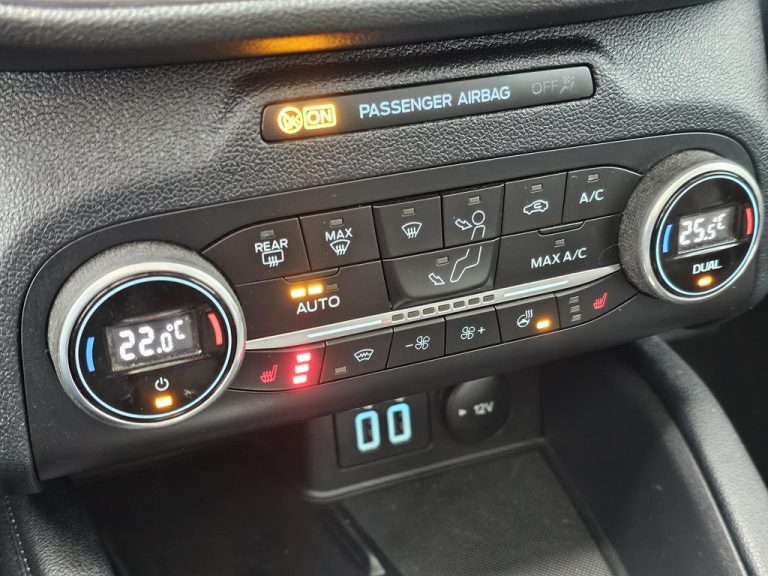 ON PASSENGER AIRBAG OFF
REAR MAX A/C
AUTO MAX A/C
22.0°C
25.5°C
DUAL
- +
12V